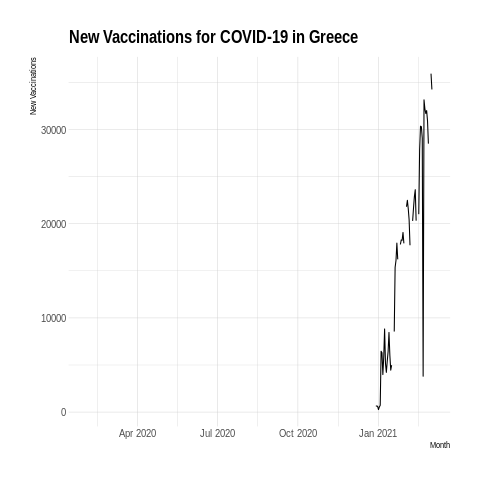 New Vaccinations for COVID-19 in Greece
New Vaccinations
30000
20000
10000
0
Apr 2020 Jul 2020 Oct 2020 Jan 2021
Month